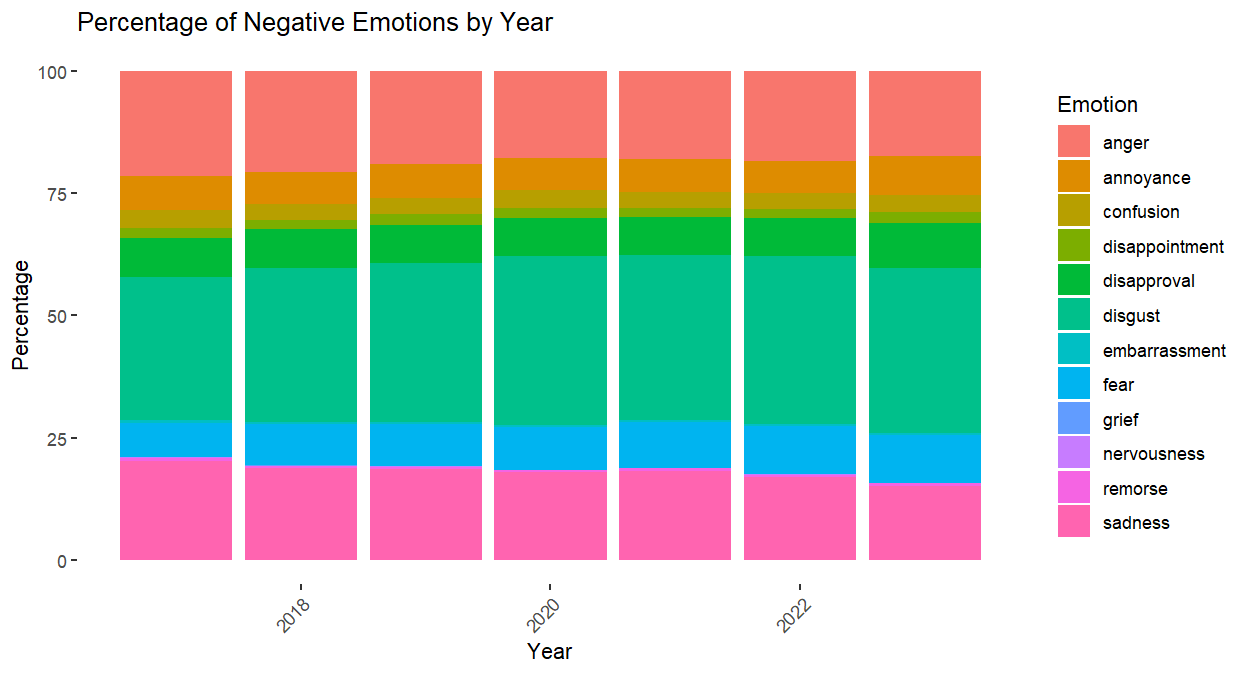 Percentage of Negative Emotions by Year
100
75
50
25
0
Percentage
2018
2020
2022
Year
Emotion
anger
annoyance
confusion
disappointment
disapproval
disgust
embarrassment
fear
grief
nervousness
remorse
sadness